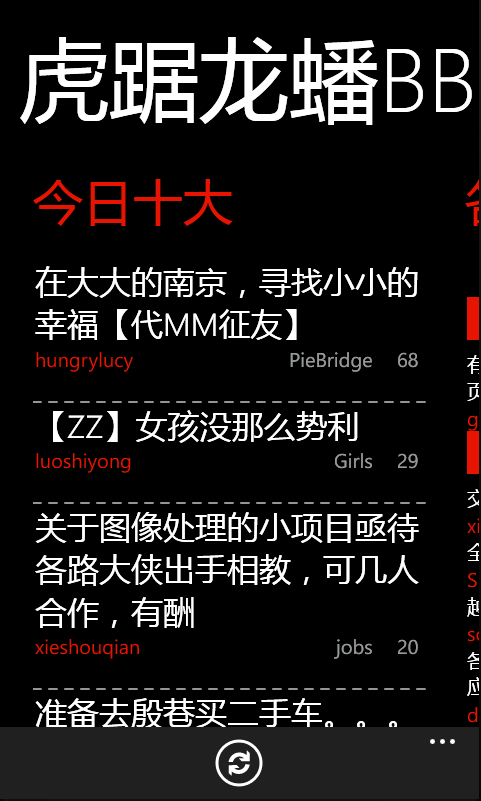 虎踞龙蟠BB
今日十大
在大大的南京，寻找小小的
幸福【代MM征友】
hungrylucy PieBridge 68
【ZZ】女孩没那么势利
luoshiyong Girls 29
关于图像处理的小项目亟待
各路大侠出手相教，可几人
合作，有酬
xieshouqian jobs 20
准备去殷巷买二手车。。。